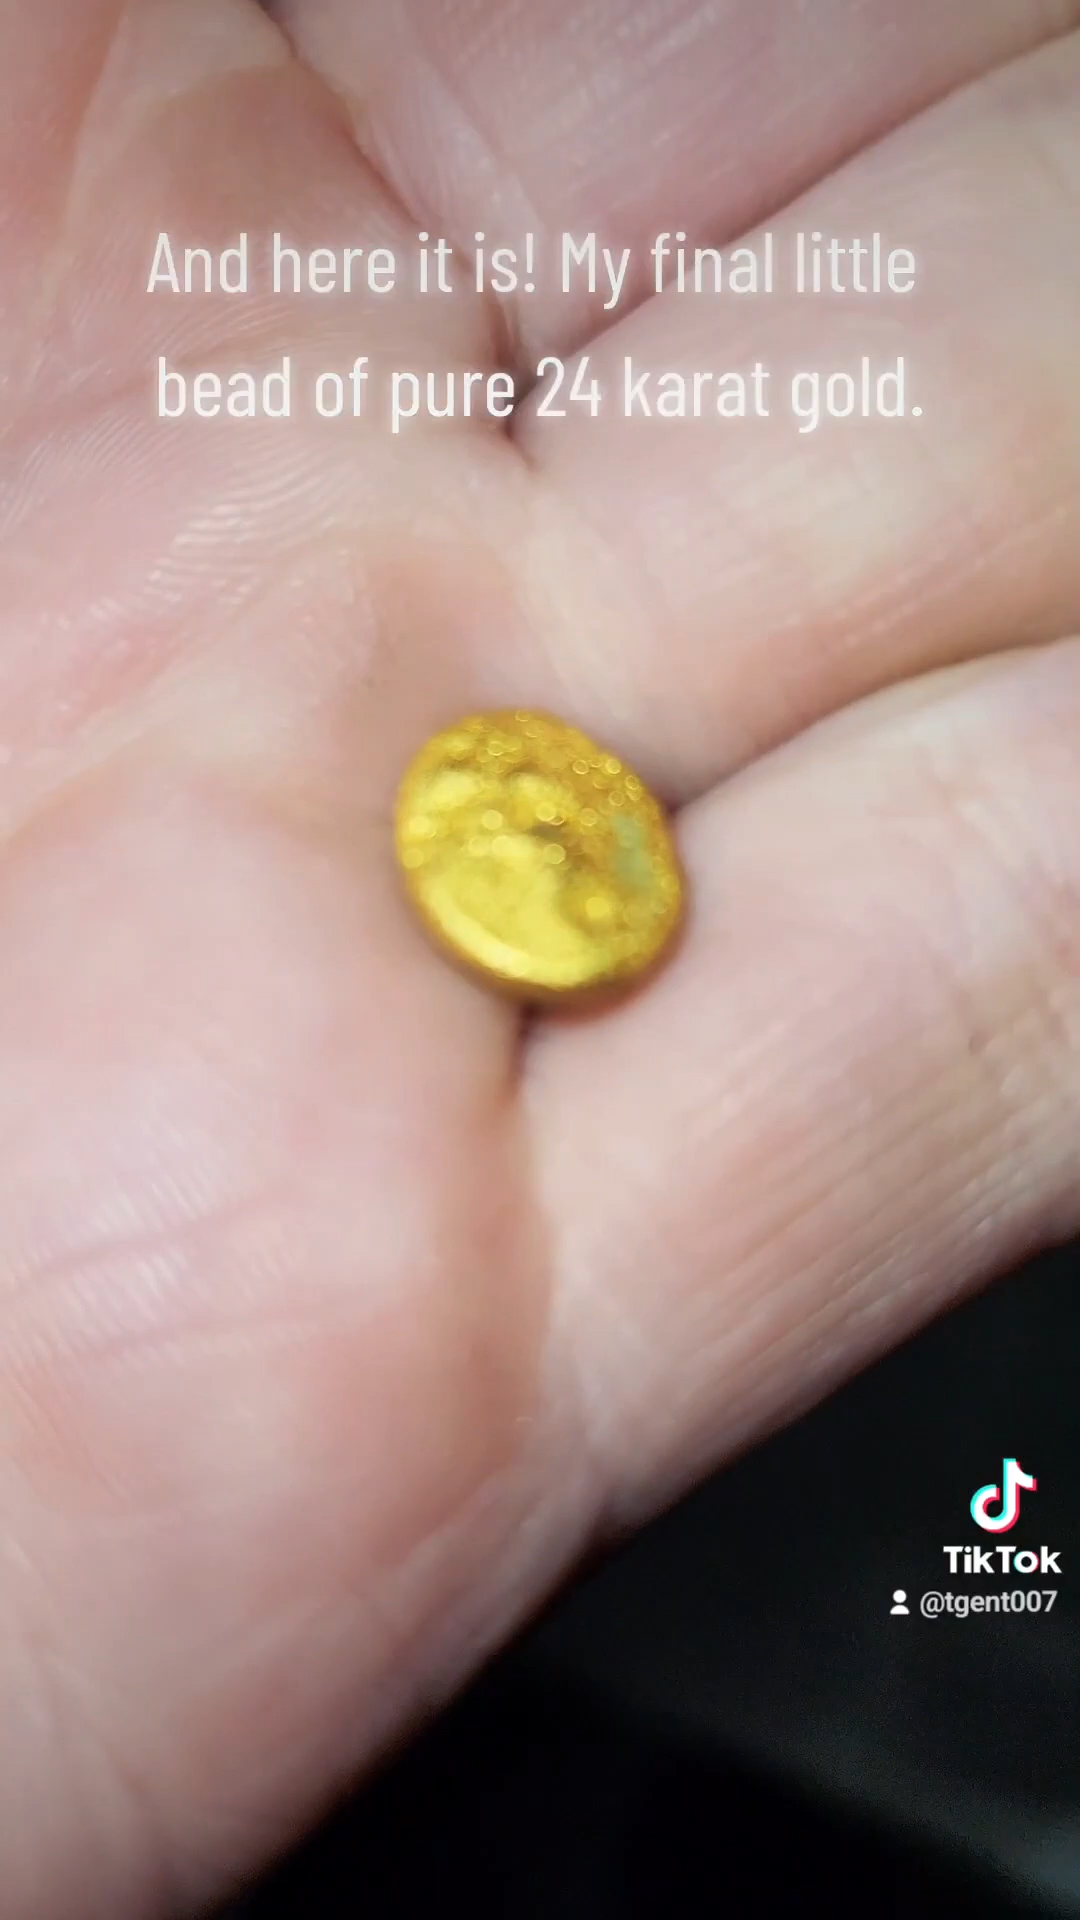 And here it is! My final little
bead of pure 24 karat gold.
TikTok
@tgent007